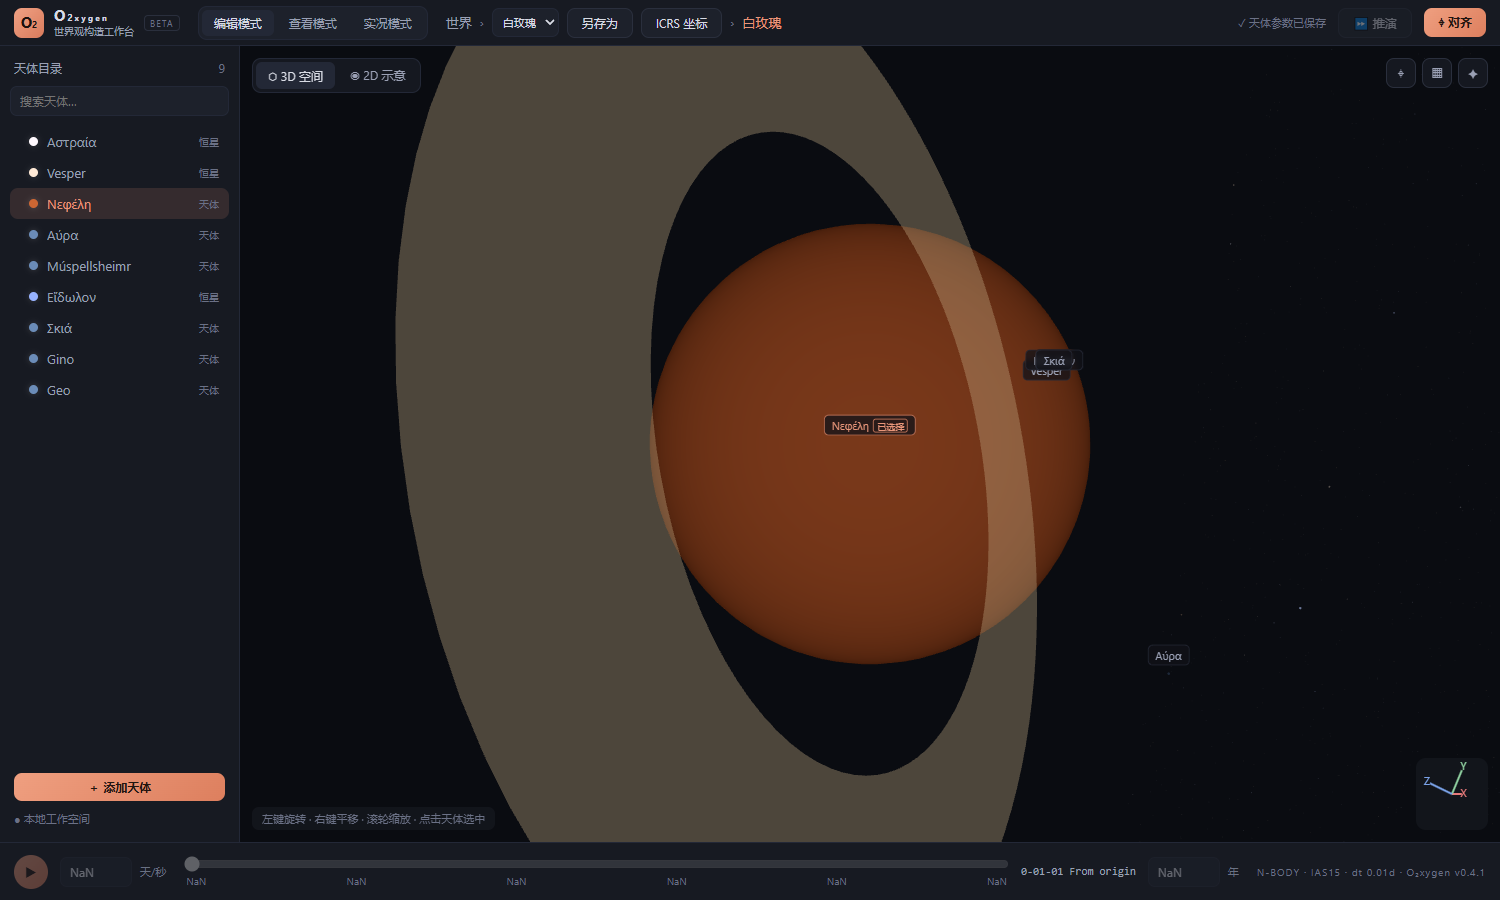 O₂
O₂xygen
世界观构造工作台
BETA
编辑模式
查看模式
实况模式
世界 ›
白玫瑰
另存为
ICRS 坐标
› 白玫瑰
✓ 天体参数已保存
推演
⌖ 对齐
天体目录
9
搜索天体...
Αστραία 恒星
Vesper 恒星
Νεφέλη 天体
Αύρα 天体
Múspellsheimr 天体
Εἴδωλον 恒星
Σκιά 天体
Gino 天体
Geo 天体
+ 添加天体
● 本地工作空间
3D 空间
2D 示意
Σκιά
Vesper
Νεφέλη 已选择
Αύρα
Y
Z
X
左键旋转 · 右键平移 · 滚轮缩放 · 点击天体选中
NaN 天/秒
NaN NaN NaN NaN NaN NaN
0-01-01 From origin
NaN 年
N-BODY · IAS15 · dt 0.01d · O₂xygen v0.4.1